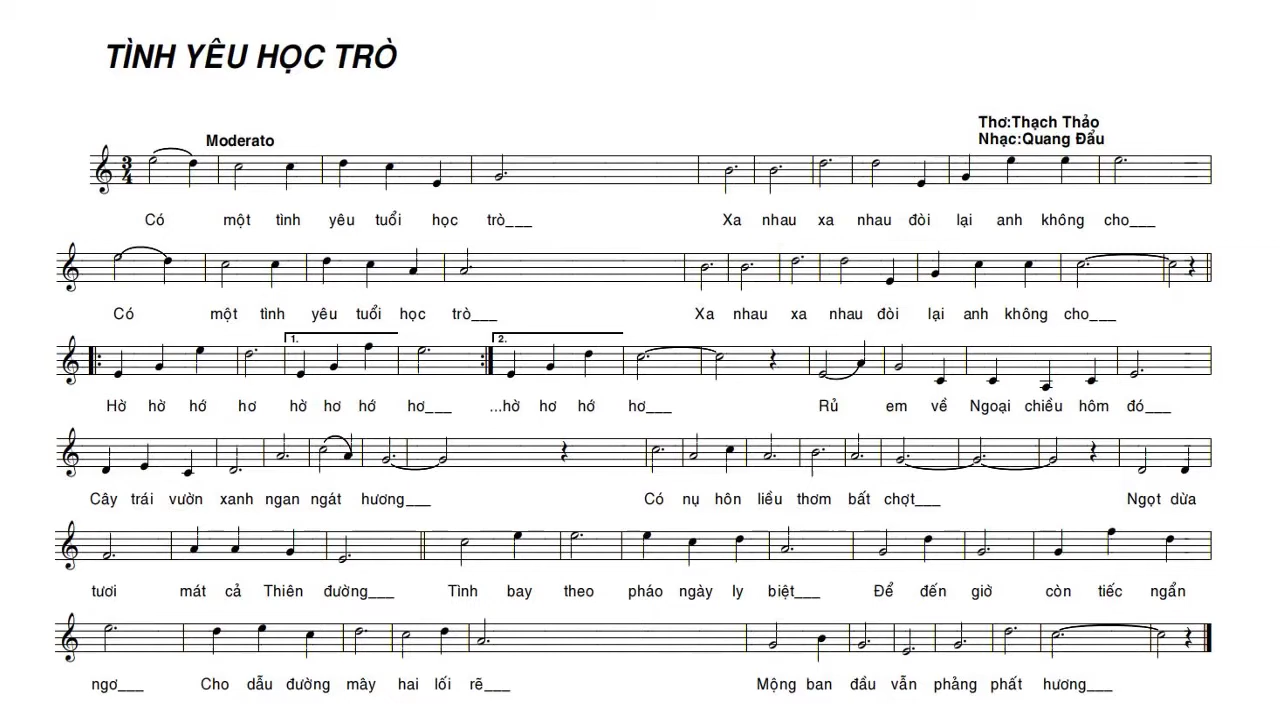 TÌNH YÊU HỌC TRÒ
Thơ:Thạch Thảo
Moderato
Nhạc:Quang Đẩu
3
4
Có một tình yêu tuổi học trò___ Xa nhau xa nhau đòi lại anh không cho___
Có một tình yêu tuổi học trò___ Xa nhau xa nhau đòi lại anh không cho___
1. 2.
Hờ hờ hớ hơ hờ hơ hớ hơ___ ...hờ hơ hớ hơ___ Rủ em về Ngoại chiều hôm đó___
Cây trái vườn xanh ngan ngát hương___ Có nụ hôn liều thơm bất chợt___ Ngọt dừa
tươi mát cả Thiên đường___ Tình bay theo pháo ngày ly biệt___ Để đến giờ còn tiếc ngẩn
ngơ___ Cho dẫu đường mày hai lối rẽ___ Mộng ban đầu vẫn phảng phất hương___